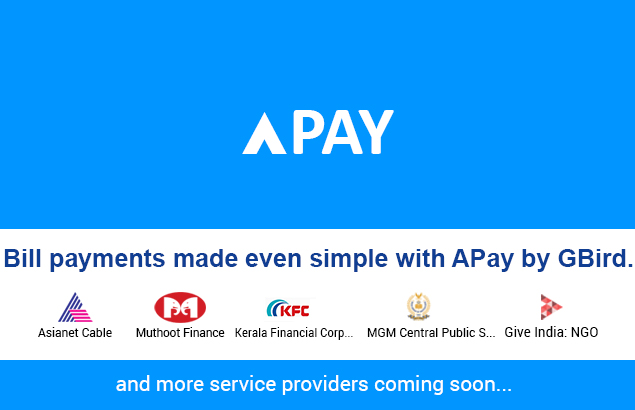 APAY
Bill payments made even simple with APay by GBird.
KFC
Asianet Cable Muthoot Finance Kerala Financial Corp... MGM Central Public S... Give India: NGO
and more service providers coming soon...